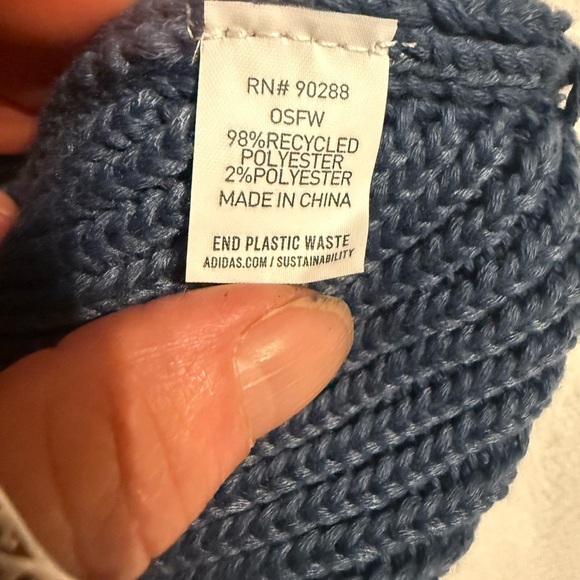 RN# 90288
OSFW
98%RECYCLED
POLYESTER
2%POLYESTER
MADE IN CHINA
END PLASTIC WASTE
ADIDAS.COM / SUSTAINABILITY